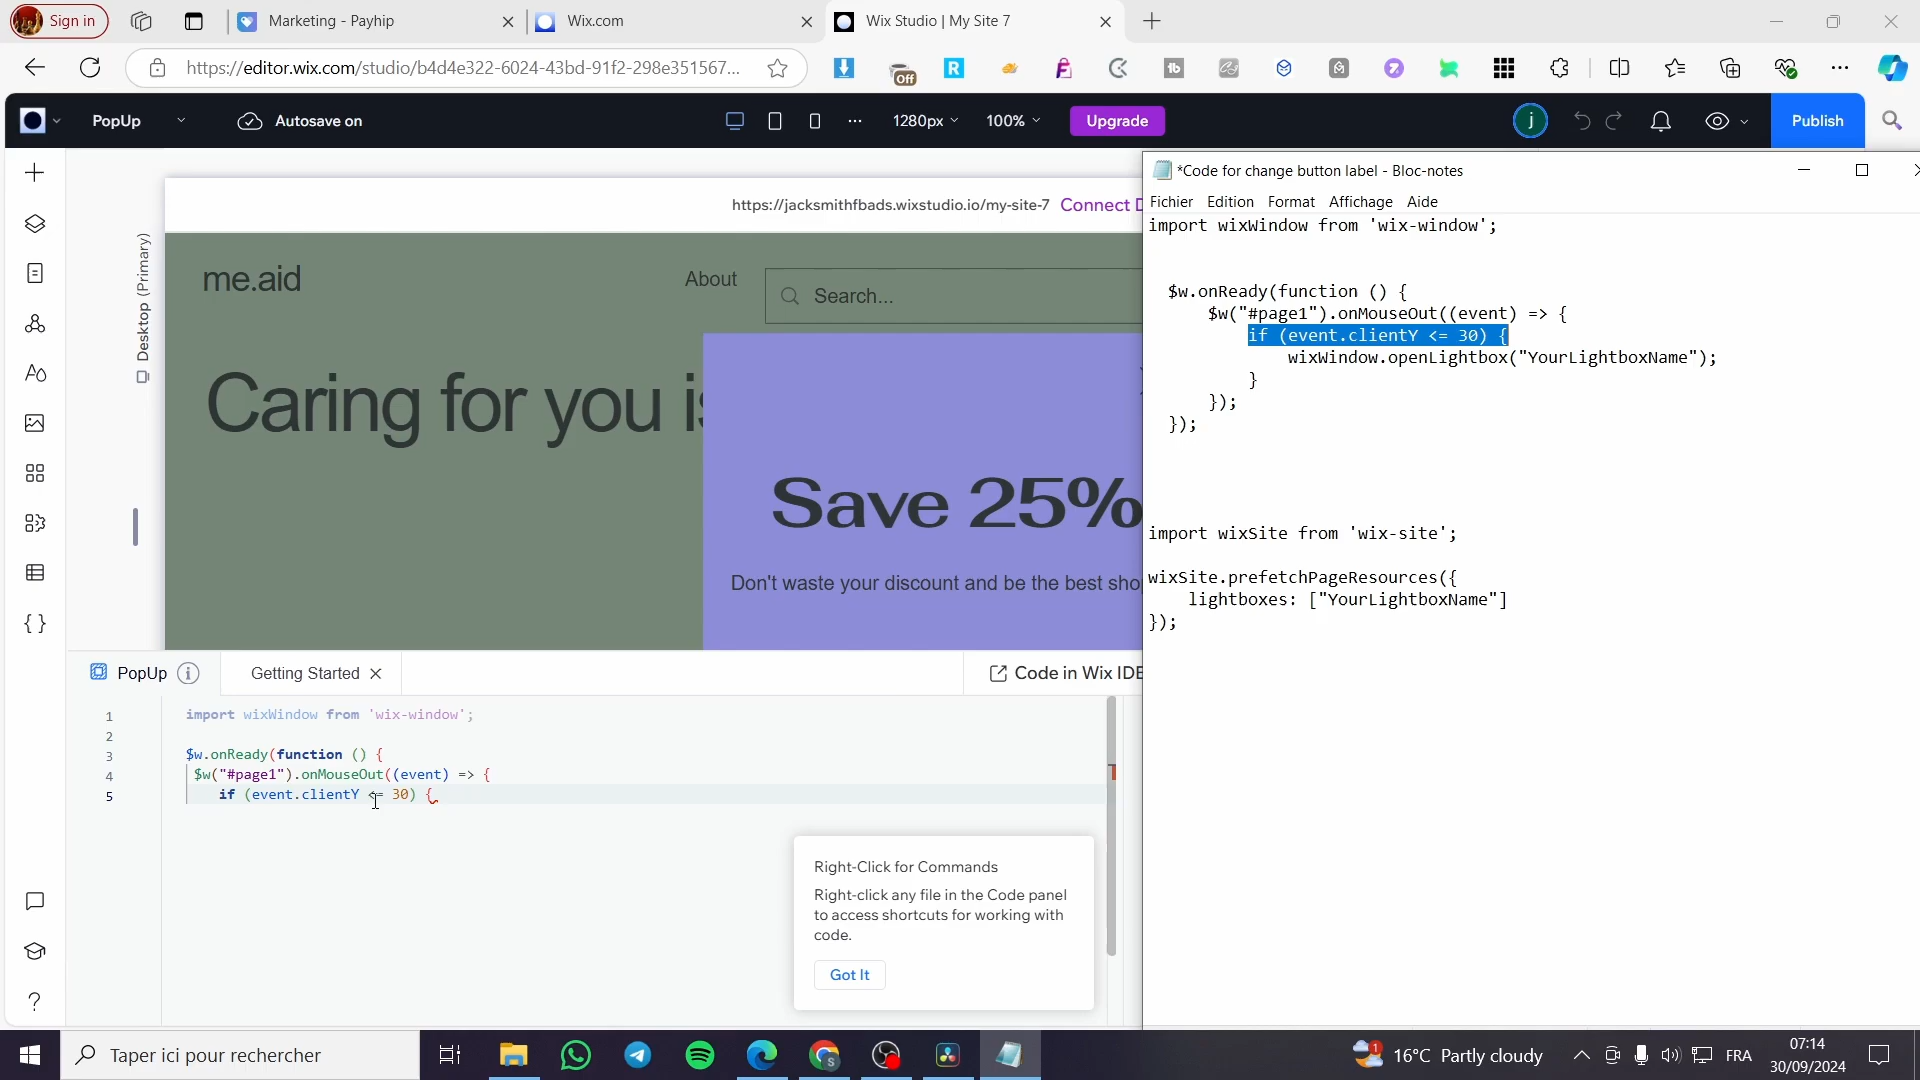 Sign in
Marketing - Payhip
Wix.com
Wix Studio | My Site 7
https://editor.wix.com/studio/b4d4e322-6024-43bd-91f2-298e351567...
Off
PopUp
Autosave on
1280px
100%
Upgrade
j
Publish
https://jacksmithfbads.wixstudio.io/my-site-7 Connect D
Desktop (Primary)
me.aid
About
Search...
Caring for you is
Save 25%
Don't waste your discount and be the best sho
*Code for change button label - Bloc-notes
Fichier Edition Format Affichage Aide
import wixWindow from 'wix-window';
$w.onReady(function () {
$w("#page1").onMouseOut((event) => {
if (event.clientY <= 30) {
wixWindow.openLightbox("YourLightboxName");
}
});
});
import wixSite from 'wix-site';
wixSite.prefetchPageResources({
lightboxes: ["YourLightboxName"]
});
PopUp
Getting Started
Code in Wix IDE
1 import wixWindow from 'wix-window';
2
3 $w.onReady(function () {
4 $w("#page1").onMouseOut((event) => {
5 if (event.clientY <= 30) {
Right-Click for Commands
Right-click any file in the Code panel
to access shortcuts for working with
code.
Got It
Taper ici pour rechercher
16°C Partly cloudy
FRA
07:14
30/09/2024